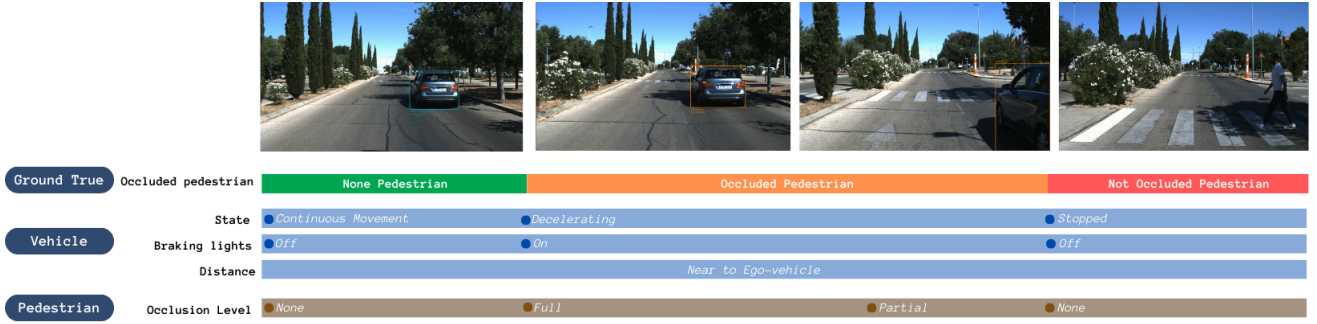 Ground True Occluded pedestrian None Pedestrian Occluded Pedestrian Not Occluded Pedestrian
State Continuous Movement Decelerating Stopped
Vehicle Braking lights Off On Off
Distance Near to Ego-vehicle
Pedestrian Occlusion Level None Full Partial None